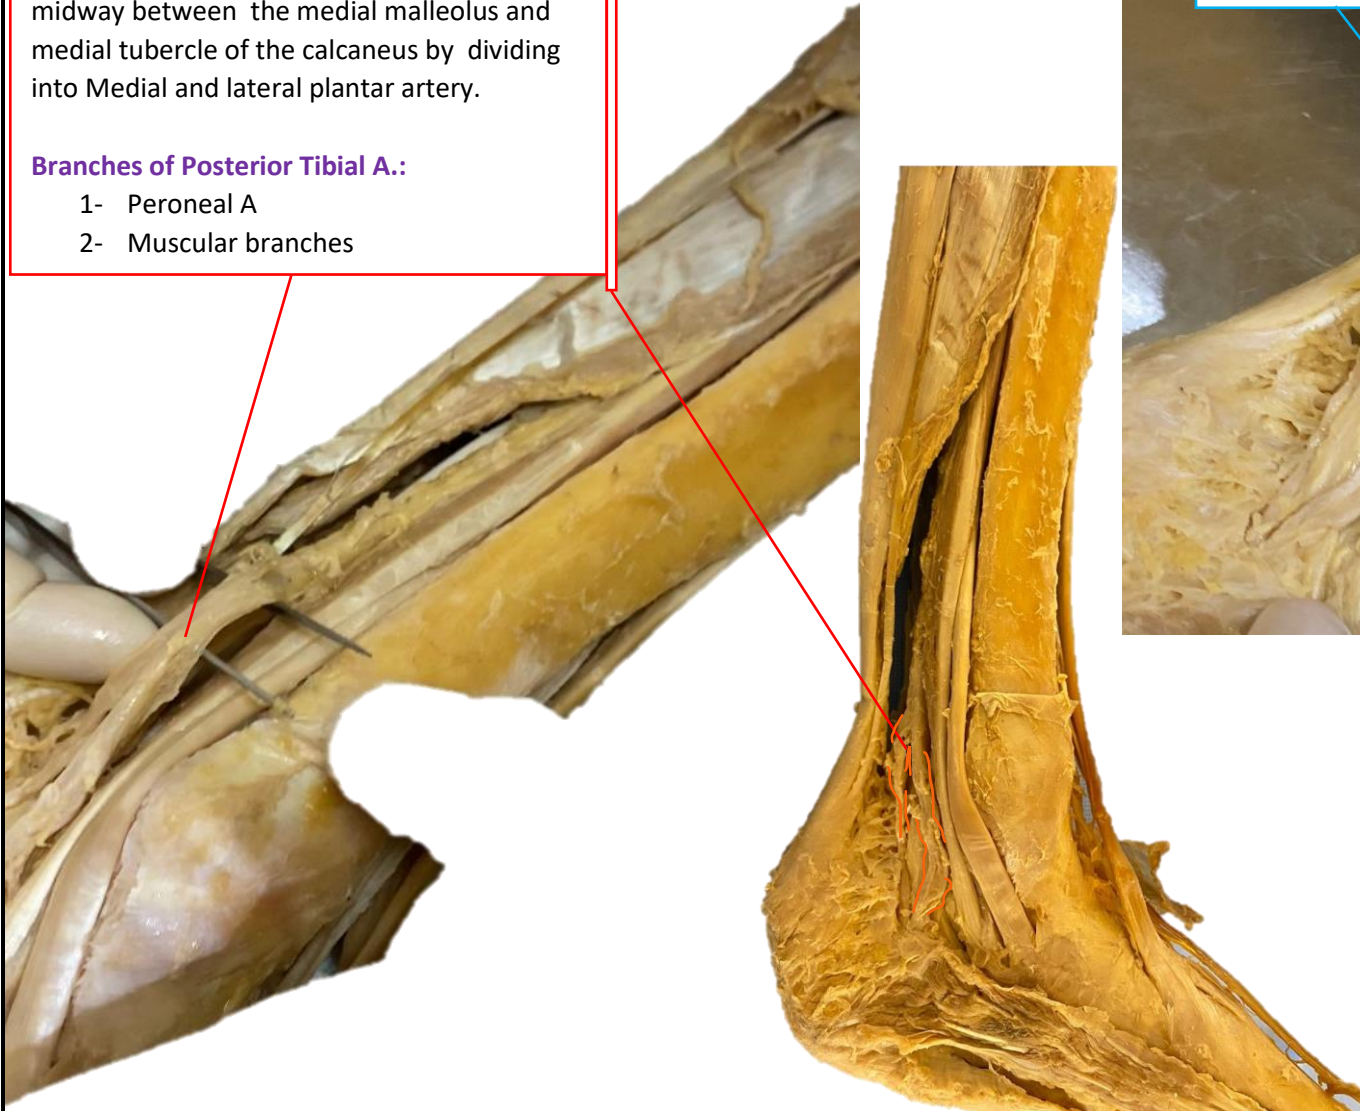 midway between the medial malleolus and
medial tubercle of the calcaneus by dividing
into Medial and lateral plantar artery.
Branches of Posterior Tibial A.:
1- Peroneal A
2- Muscular branches